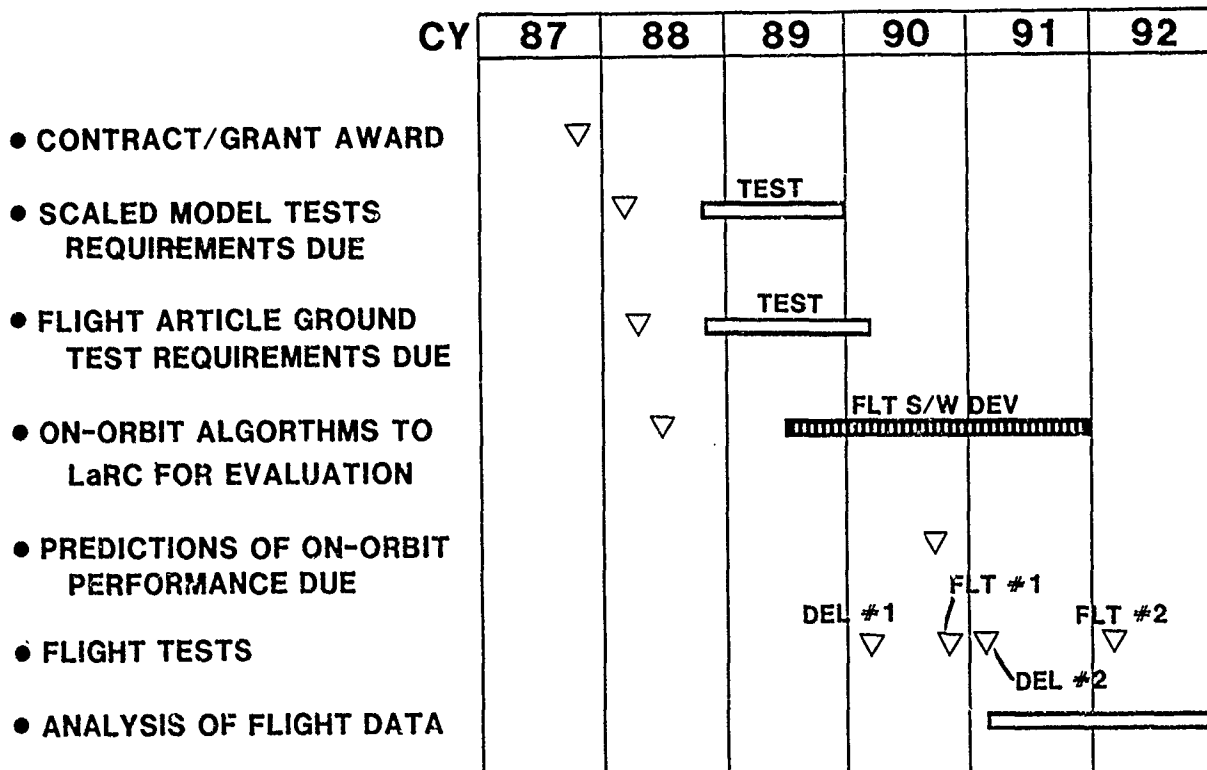 CY 87 88 89 90 91 92
● CONTRACT/GRANT AWARD
TEST
● SCALED MODEL TESTS
REQUIREMENTS DUE
TEST
● FLIGHT ARTICLE GROUND
TEST REQUIREMENTS DUE
FLT S/W DEV
● ON-ORBIT ALGORTHMS TO
LaRC FOR EVALUATION
● PREDICTIONS OF ON-ORBIT
PERFORMANCE DUE
FLT #1
DEL #1
FLT #2
● FLIGHT TESTS
DEL #2
● ANALYSIS OF FLIGHT DATA